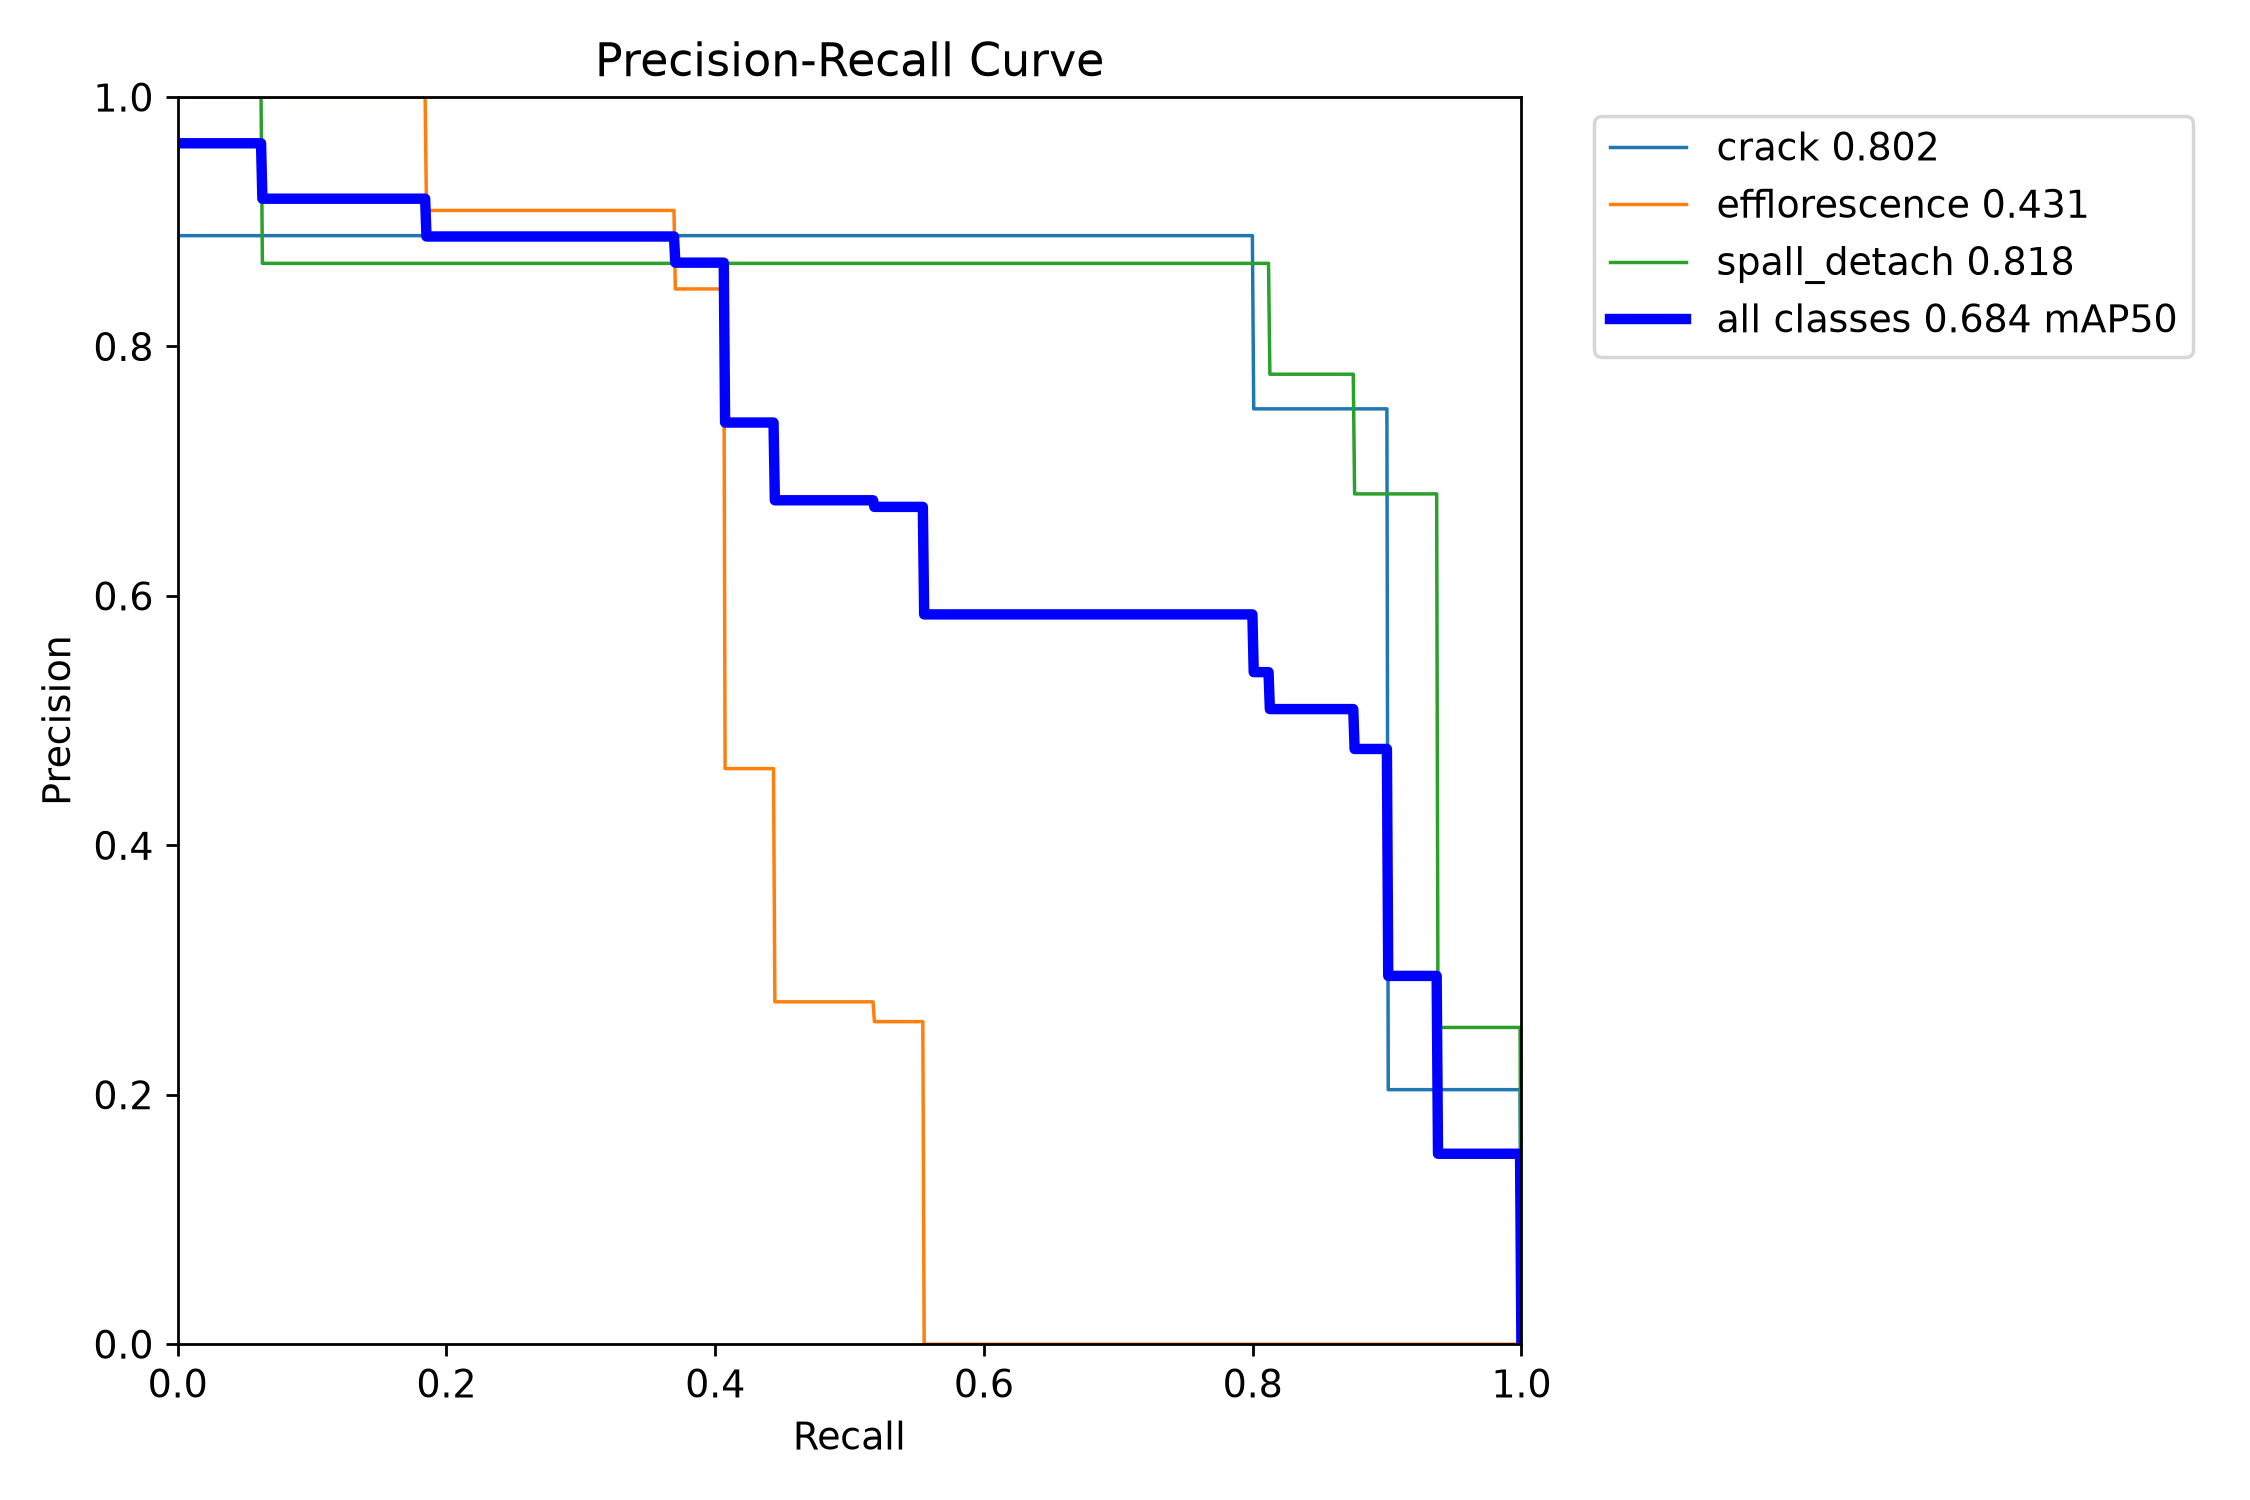 Precision-Recall Curve
1.0
0.8
0.6
0.4
0.2
0.0
Precision
0.0 0.2 0.4 0.6 0.8 1.0
Recall
crack 0.802
efflorescence 0.431
spall_detach 0.818
all classes 0.684 mAP50